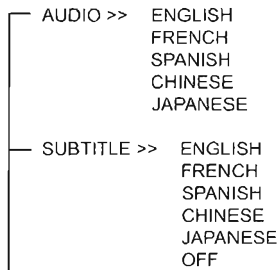 AUDIO >> ENGLISH
FRENCH
SPANISH
CHINESE
JAPANESE
SUBTITLE >> ENGLISH
FRENCH
SPANISH
CHINESE
JAPANESE
OFF